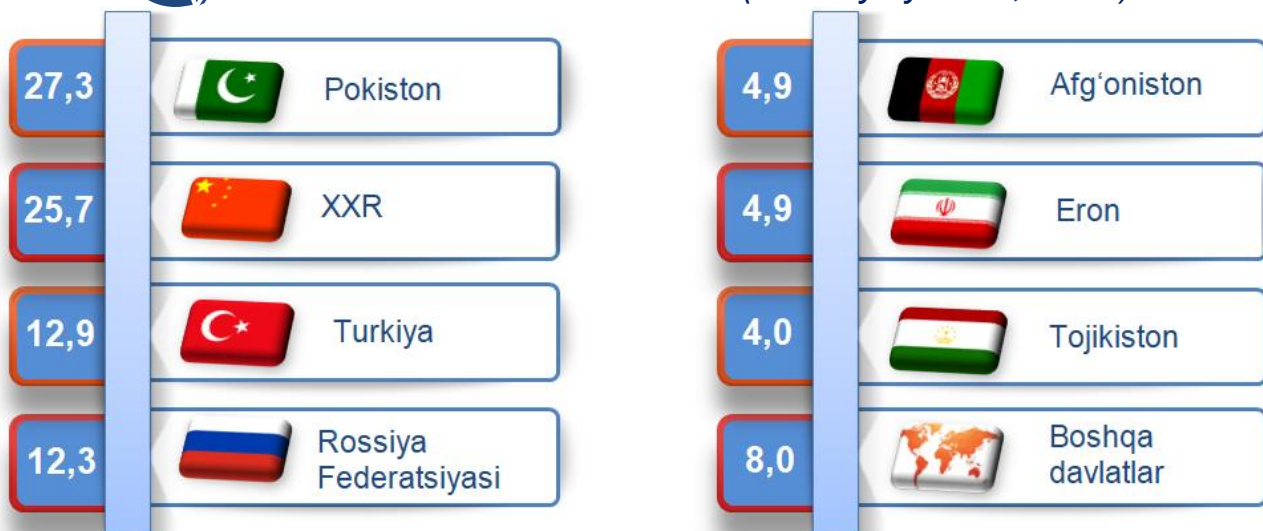 27,3
Pokiston
25,7
XXR
12,9
Turkiya
12,3
Rossiya
Federatsiyasi
4,9
Afg‘oniston
4,9
Eron
4,0
Tojikiston
8,0
Boshqa
davlatlar